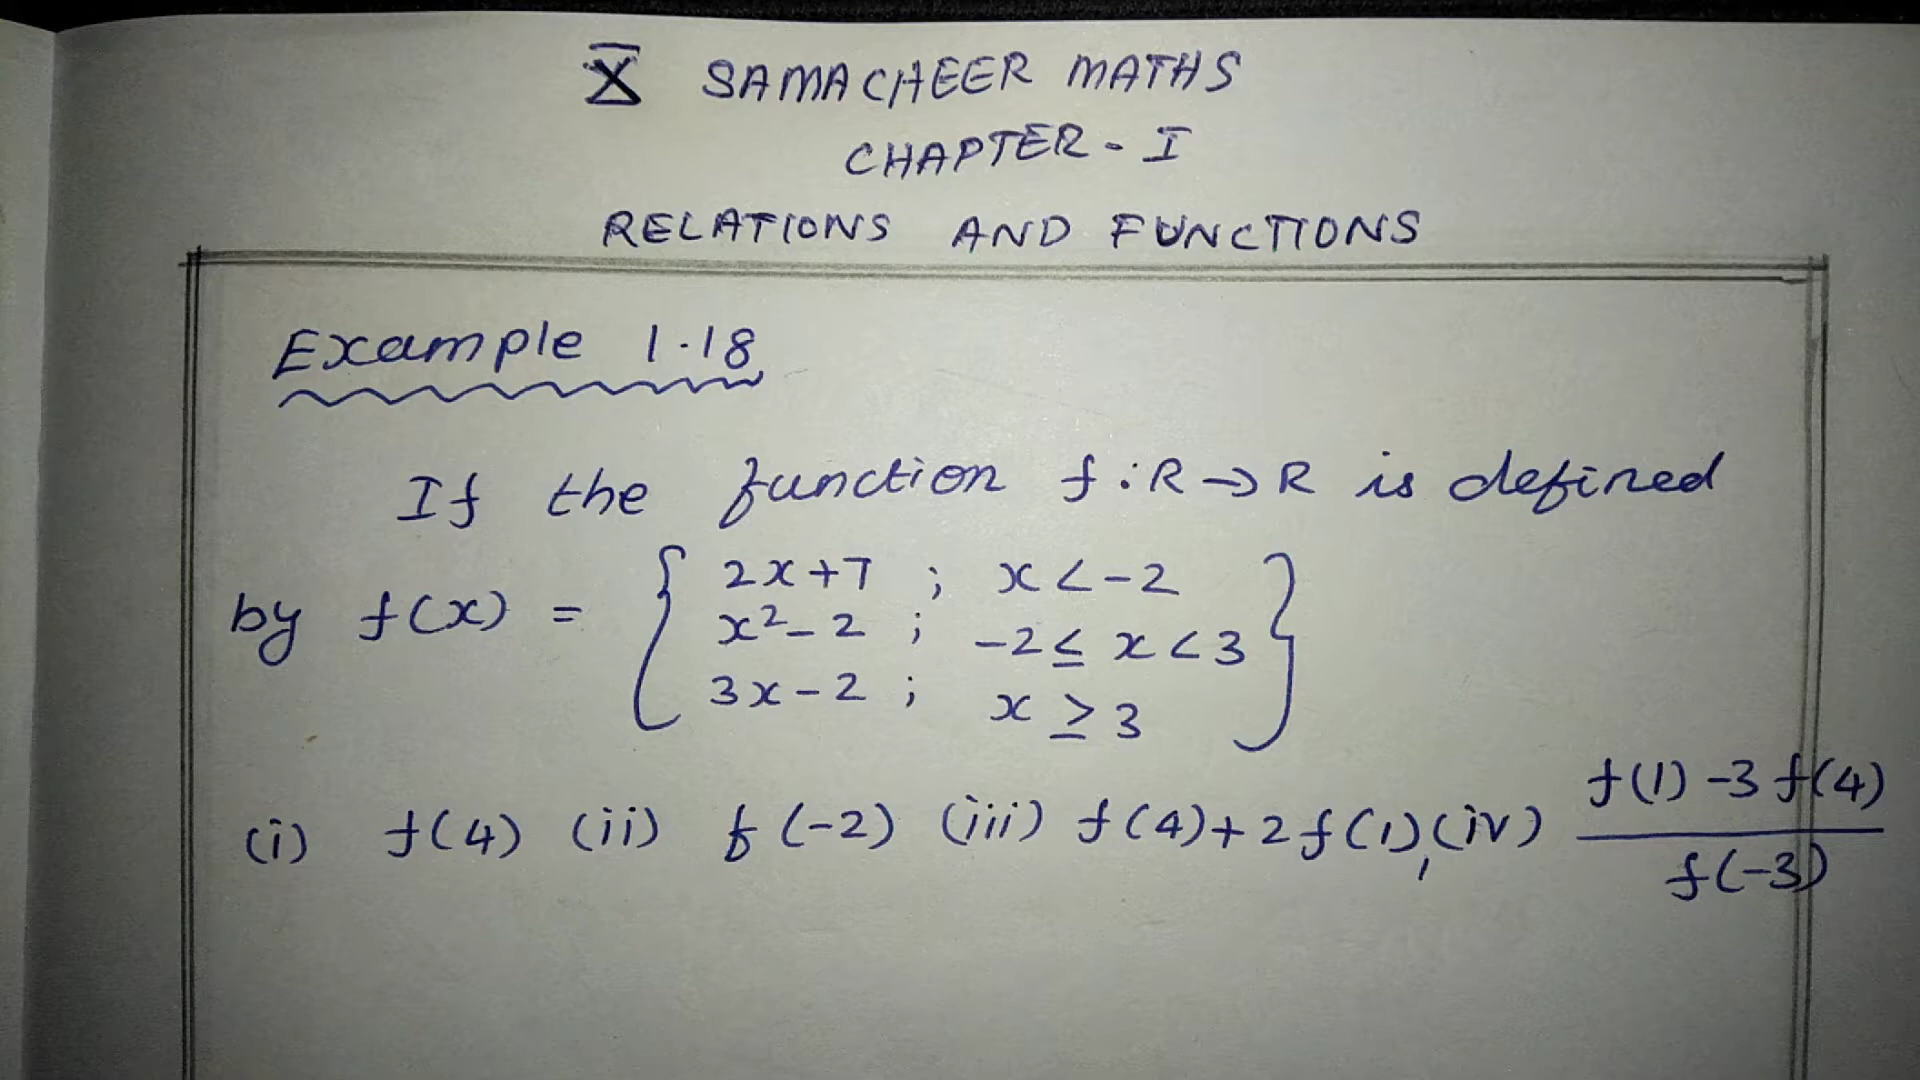 X SAMACHEER MATHS
CHAPTER - I
RELATIONS AND FUNCTIONS
Example 1.18
If the function f : R → R is defined
by f(x) = { 2x+7 ; x < -2
x² - 2 ; -2 ≤ x < 3
3x - 2 ; x ≥ 3 }
(i) f(4) (ii) f(-2) (iii) f(4)+2f(1), (iv) f(1) -3 f(4) / f(-3)